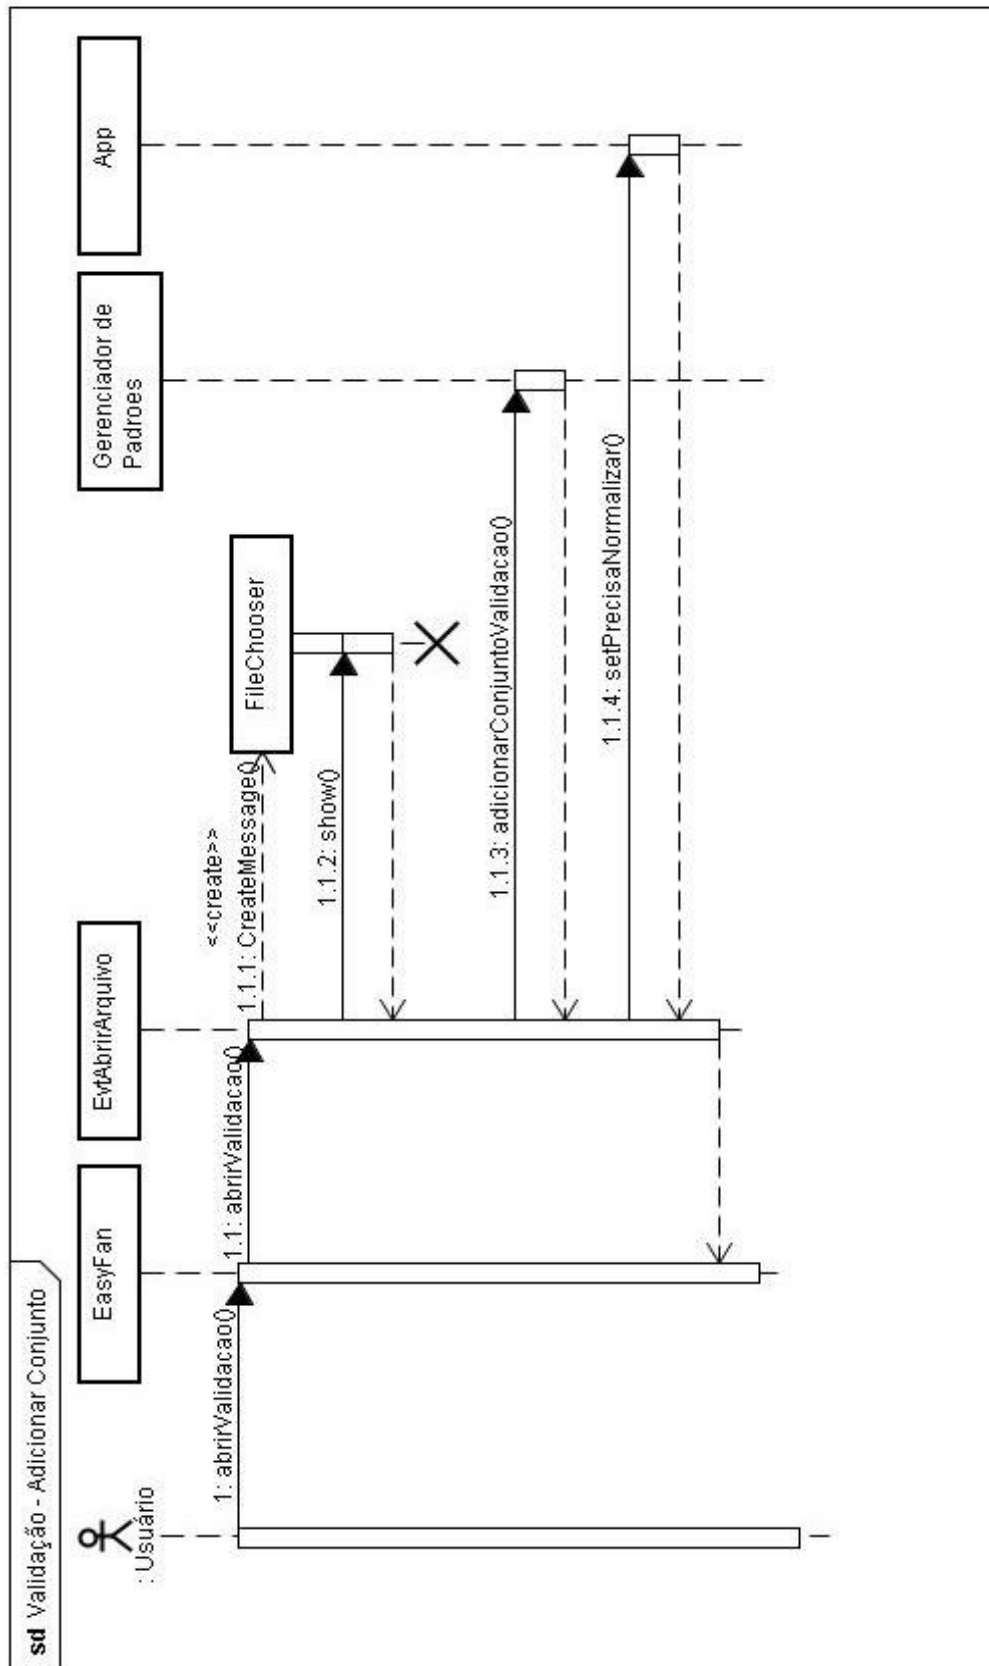 sd Validação - Adicionar Conjunto
: Usuário
EasyFan
EvtAbrirArquivo
FileChooser
Gerenciador de
Padroes
App
1: abrirValidacao()
1.1: abrirValidacao()
<<create>>
1.1.1: CreateMessage()
1.1.2: show()
1.1.3: adicionarConjuntoValidacao()
1.1.4: setPrecisaNormalizar()